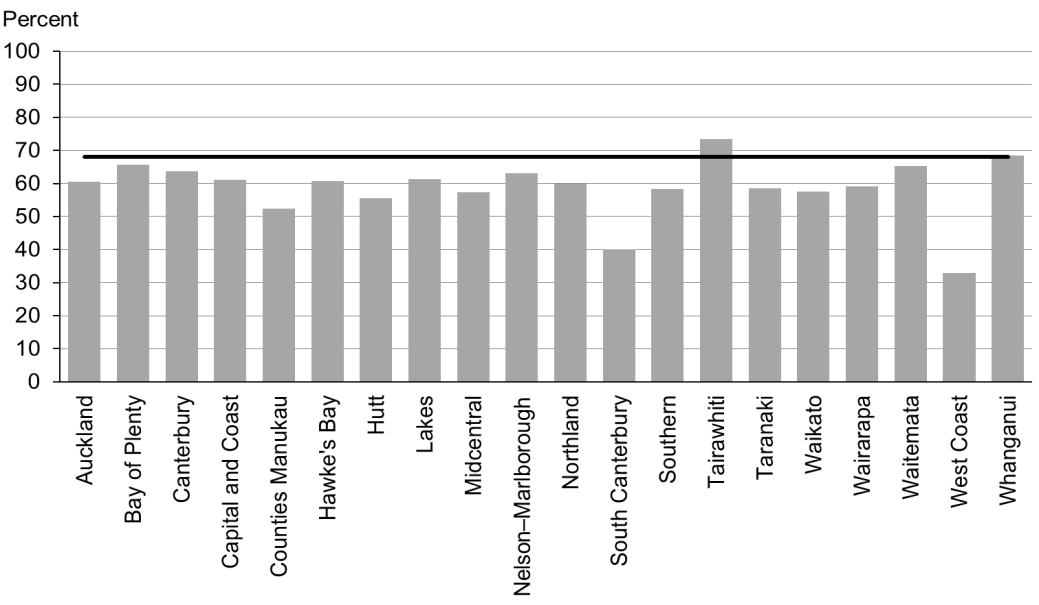 Percent
100
90
80
70
60
50
40
30
20
10
0
Auckland
Bay of Plenty
Canterbury
Capital and Coast
Counties Manukau
Hawke's Bay
Hutt
Lakes
Midcentral
Nelson–Marlborough
Northland
South Canterbury
Southern
Tairawhiti
Taranaki
Waikato
Wairarapa
Waitemata
West Coast
Whanganui